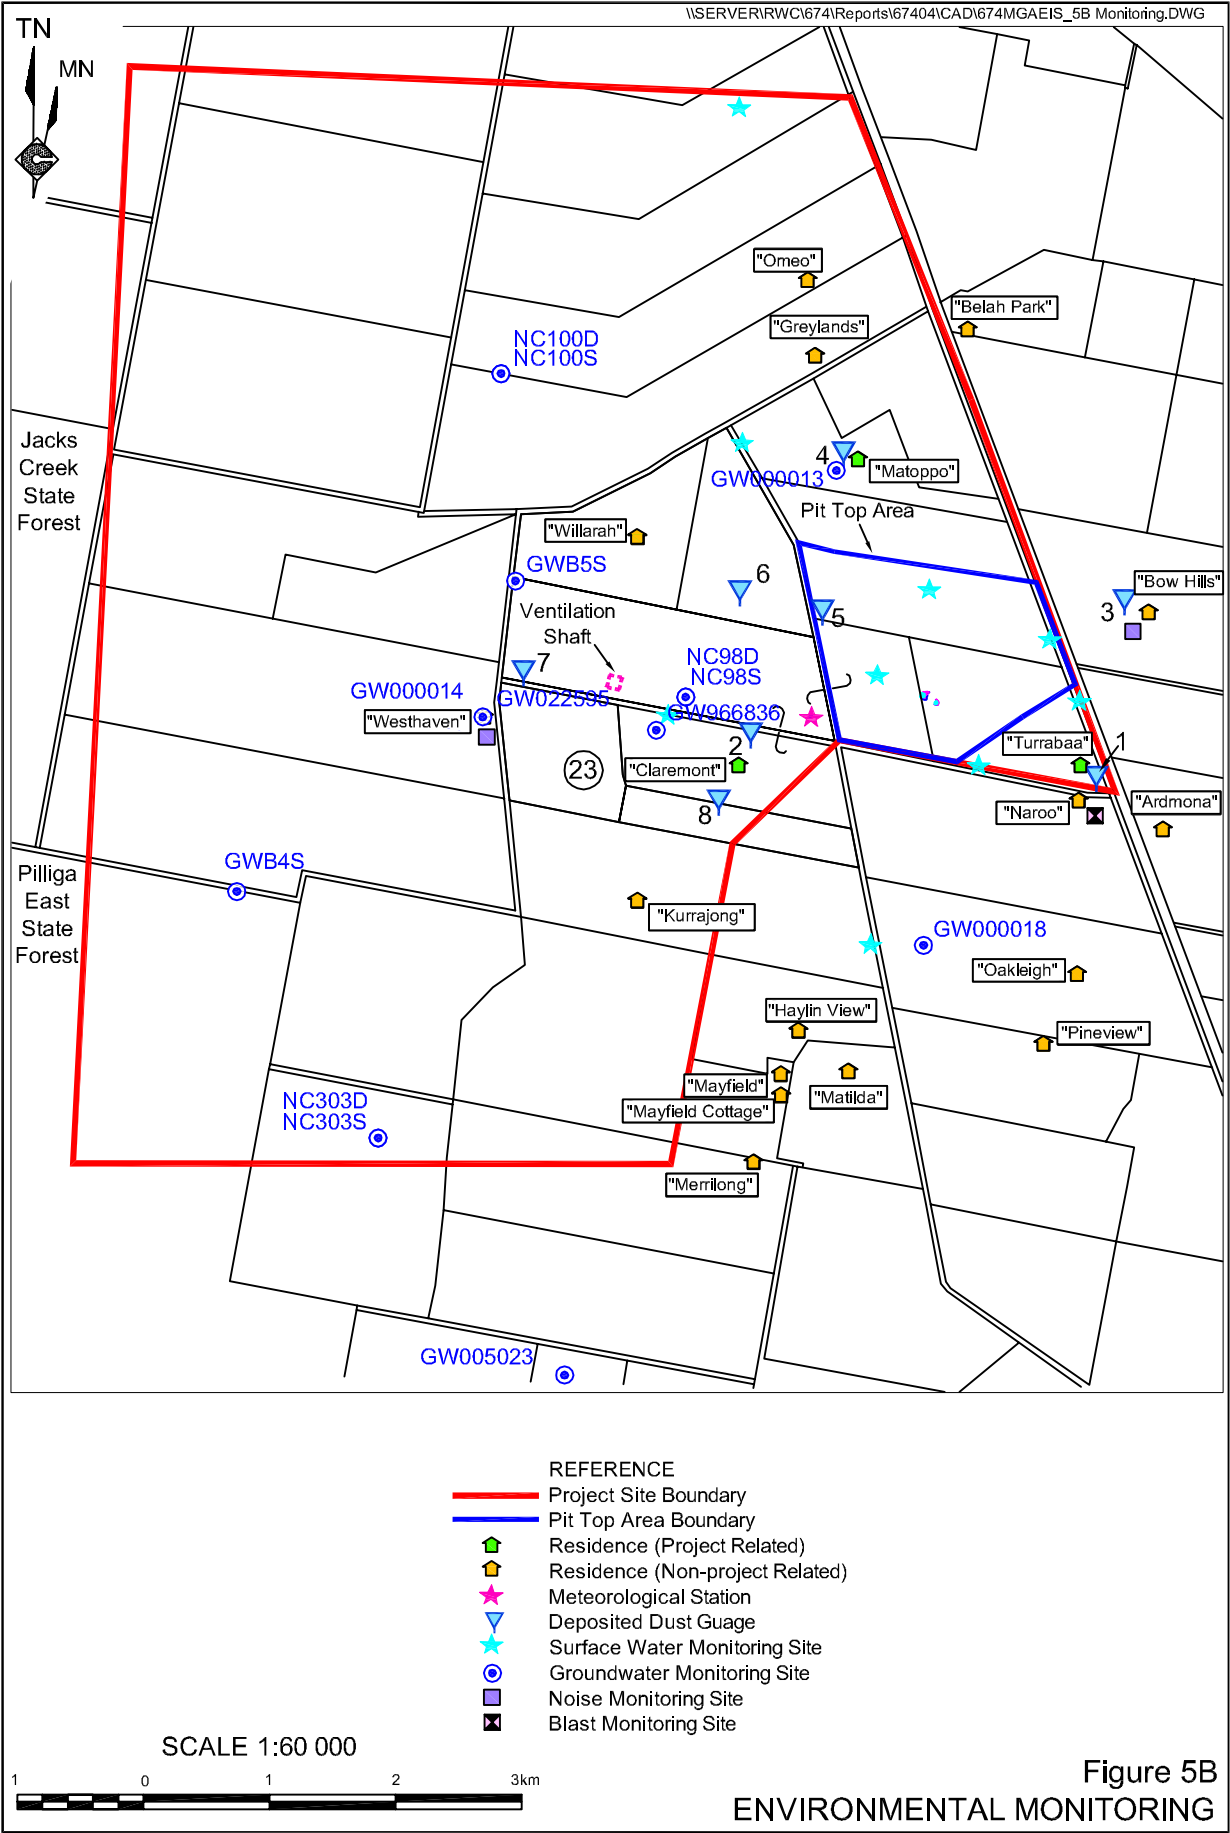 \\SERVER\RWC\674\Reports\67404\CAD\674MGAEIS_5B Monitoring.DWG
TN
MN
"Omeo"
"Belah Park"
"Greylands"
NC100D
NC100S
Jacks
Creek
State
Forest
4
"Matoppo"
GW000013
Pit Top Area
"Willarah"
GWB5S
6
"Bow Hills"
3
5
Ventilation
Shaft
7
NC98D
NC98S
GW000014
GW022595
"Westhaven"
GW966836
2
"Turrabaa"
1
23
"Claremont"
8
"Naroo"
"Ardmona"
GWB4S
Pilliga
East
State
Forest
"Kurrajong"
GW000018
"Oakleigh"
"Haylin View"
"Pineview"
"Mayfield"
"Matilda"
"Mayfield Cottage"
NC303D
NC303S
"Merrilong"
GW005023
REFERENCE
Project Site Boundary
Pit Top Area Boundary
Residence (Project Related)
Residence (Non-project Related)
Meteorological Station
Deposited Dust Guage
Surface Water Monitoring Site
Groundwater Monitoring Site
Noise Monitoring Site
Blast Monitoring Site
SCALE 1:60 000
1 0 1 2 3km
Figure 5B
ENVIRONMENTAL MONITORING